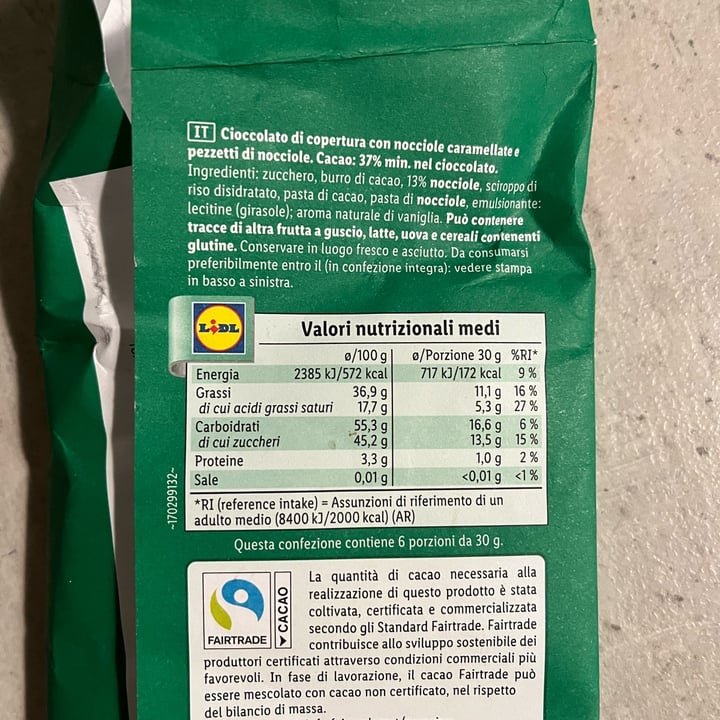 IT Cioccolato di copertura con nocciole caramellate e
pezzetti di nocciole. Cacao: 37% min. nel cioccolato.
Ingredienti: zucchero, burro di cacao, 13% nocciole, sciroppo di
riso disidratato, pasta di cacao, pasta di nocciole, emulsionante:
lecitine (girasole); aroma naturale di vaniglia. Può contenere
tracce di altra frutta a guscio, latte, uova e cereali contenenti
glutine. Conservare in luogo fresco e asciutto. Da consumarsi
preferibilmente entro il (in confezione integra): vedere stampa
in basso a sinistra.
LIDL
Valori nutrizionali medi
ø/100 g ø/Porzione 30 g %RI*
Energia 2385 kJ/572 kcal 717 kJ/172 kcal 9 %
Grassi 36,9 g 11,1 g 16 %
di cui acidi grassi saturi 17,7 g 5,3 g 27 %
Carboidrati 55,3 g 16,6 g 6 %
di cui zuccheri 45,2 g 13,5 g 15 %
Proteine 3,3 g 1,0 g 2 %
Sale 0,01 g <0,01 g <1 %
*RI (reference intake) = Assunzioni di riferimento di un
adulto medio (8400 kJ/2000 kcal) (AR)
~170299132~
Questa confezione contiene 6 porzioni da 30 g.
FAIRTRADE
CACAO
La quantità di cacao necessaria alla
realizzazione di questo prodotto è stata
coltivata, certificata e commercializzata
secondo gli Standard Fairtrade. Fairtrade
contribuisce allo sviluppo sostenibile dei
produttori certificati attraverso condizioni commerciali più
favorevoli. In fase di lavorazione, il cacao Fairtrade può
essere mescolato con cacao non certificato, nel rispetto
del bilancio di massa.